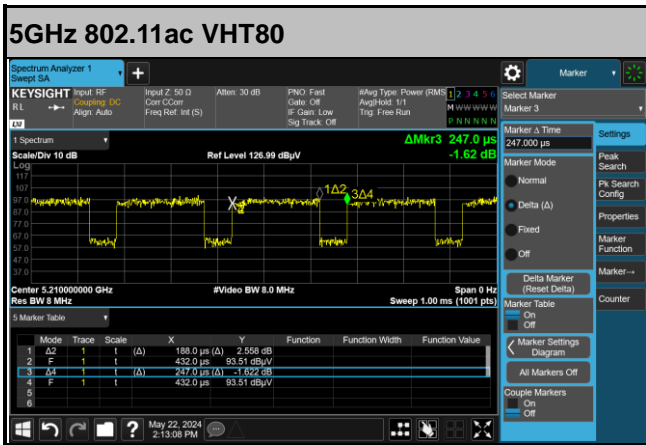 5GHz 802.11ac VHT80
Spectrum Analyzer 1
Swept SA
Marker
KEYSIGHT
Input: RF
Input Z: 50 Ω
Atten: 30 dB
PNO: Fast
#Avg Type: Power (RMS
1 2 3 4 5 6
RL
Coupling: DC
Corr CCorr
Gate: Off
Avg|Hold: 1/1
M W W W W W
Align: Auto
Freq Ref: Int (S)
IF Gain: Low
Trig: Free Run
Sig Track: Off
P N N N N N
LXI
Select Marker
Marker 3
1 Spectrum
ΔMkr3 247.0 µs
Scale/Div 10 dB
Ref Level 126.99 dBµV
-1.62 dB
Log
117
107
97.0
87.0
77.0
67.0
57.0
47.0
37.0
1Δ2
3Δ4
X
Center 5.210000000 GHz
#Video BW 8.0 MHz
Span 0 Hz
Res BW 8 MHz
Sweep 1.00 ms (1001 pts)
5 Marker Table
Mode Trace Scale X Y Function Function Width Function Value
1 Δ2 1 t (Δ) 188.0 µs (Δ) 2.558 dB
2 F 1 t 432.0 µs 93.51 dBµV
3 Δ4 1 t (Δ) 247.0 µs (Δ) -1.622 dB
4 F 1 t 432.0 µs 93.51 dBµV
5
6
Marker Δ Time
247.000 µs
Marker Mode
Normal
Delta (Δ)
Fixed
Off
Delta Marker
(Reset Delta)
Marker Table
On
Off
Marker Settings
Diagram
All Markers Off
Couple Markers
On
Off
Settings
Peak
Search
Pk Search
Config
Properties
Marker
Function
Marker→
Counter
?
May 22, 2024
2:13:08 PM